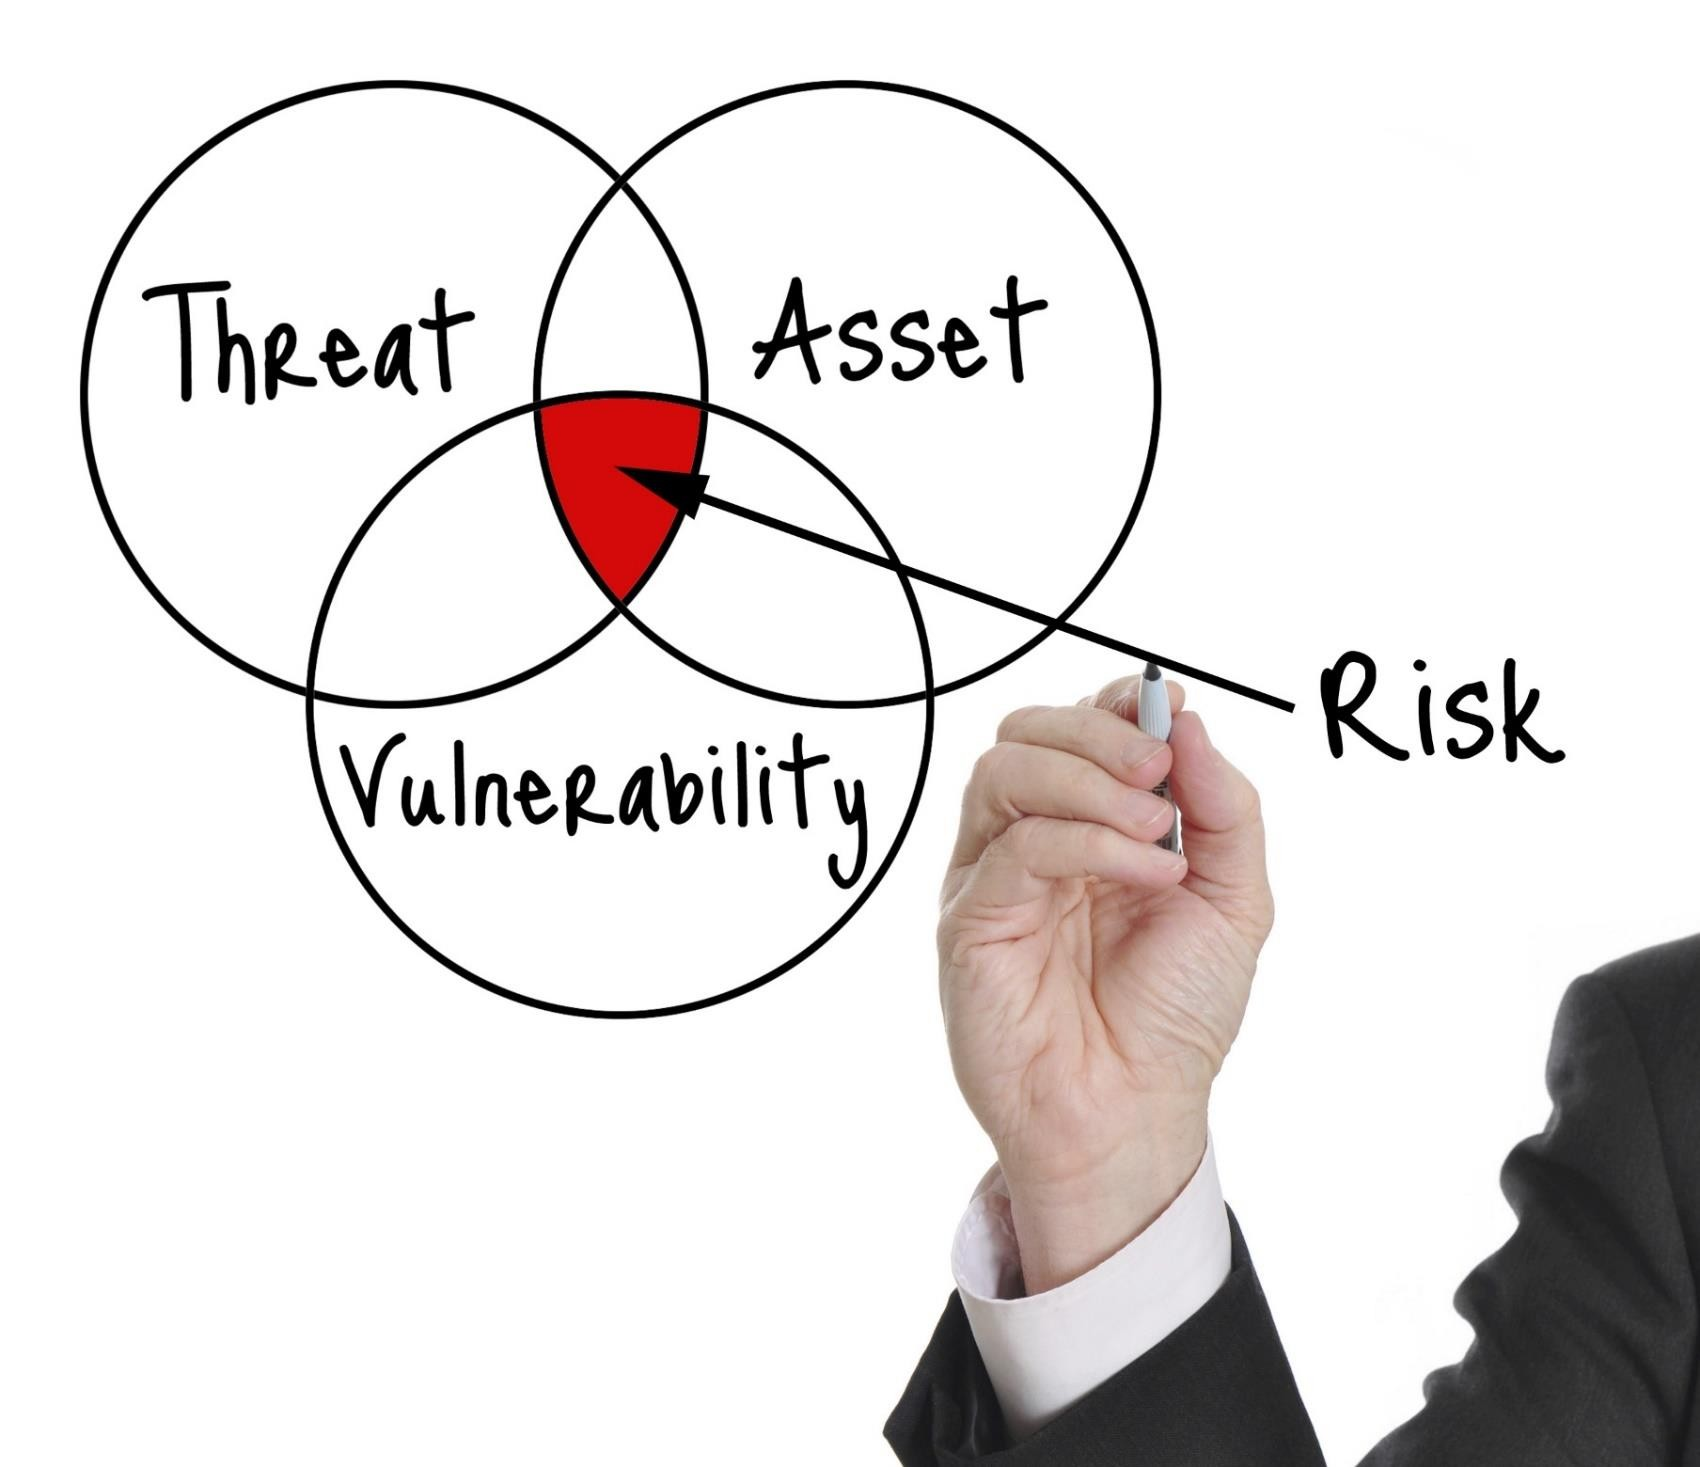 Threat
Asset
Risk
Vulnerability